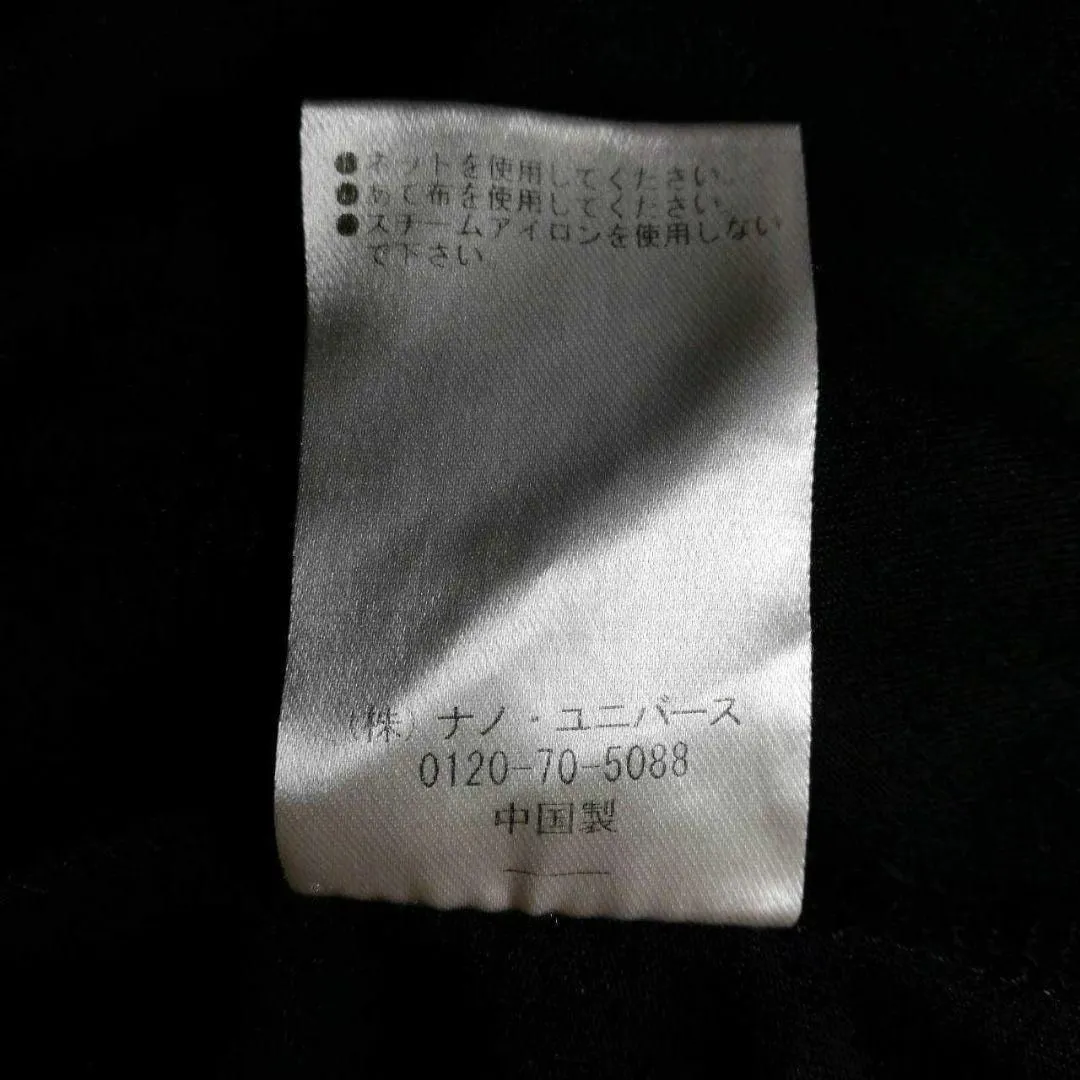 ●ネットを使用してください。
●あて布を使用してください。
●スチームアイロンを使用しない
で下さい。
(株)ナノ・ユニバース
0120-70-5088
中国製